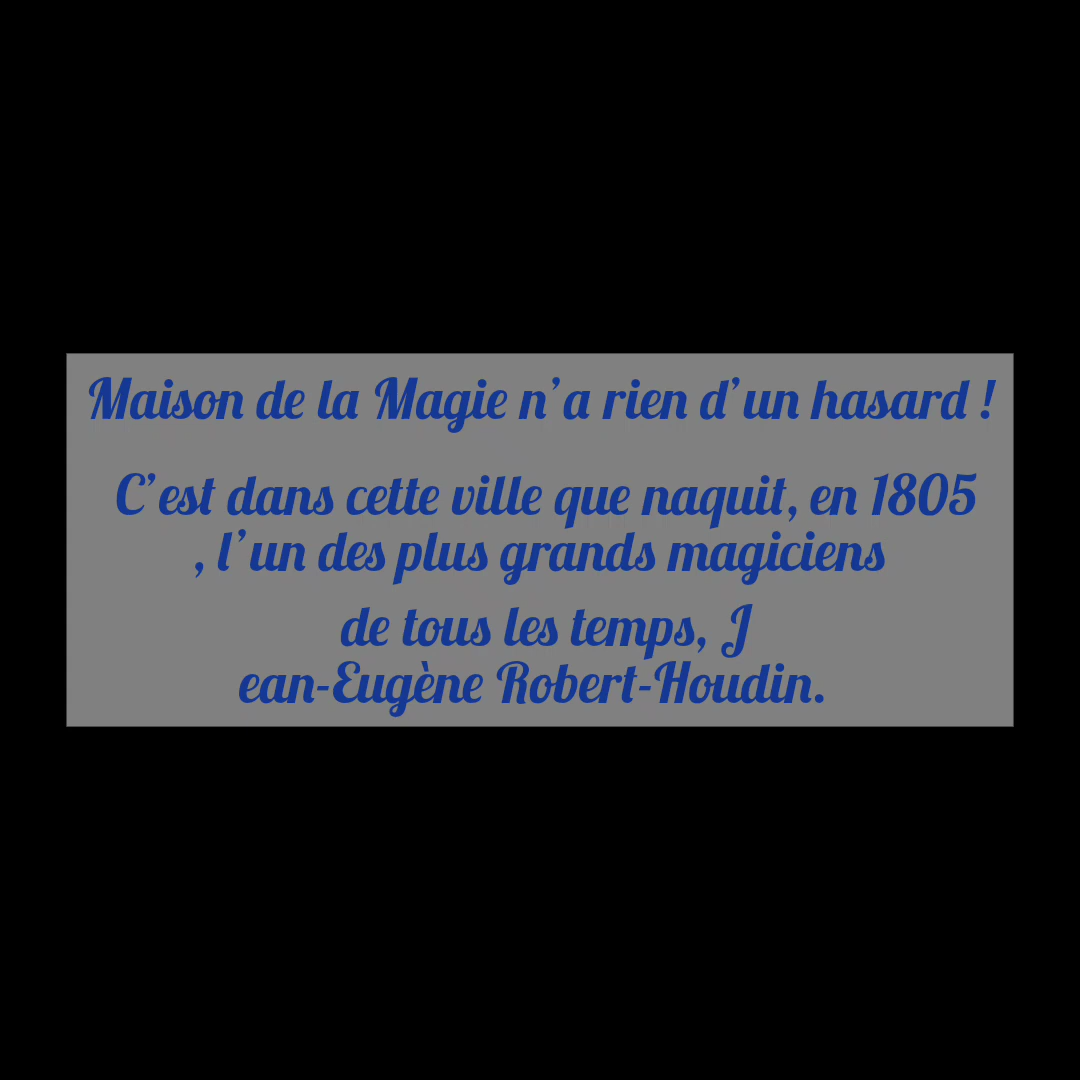 Maison de la Magie n’a rien d’un hasard !
C’est dans cette ville que naquit, en 1805
, l’un des plus grands magiciens
de tous les temps, J
ean-Eugène Robert-Houdin.